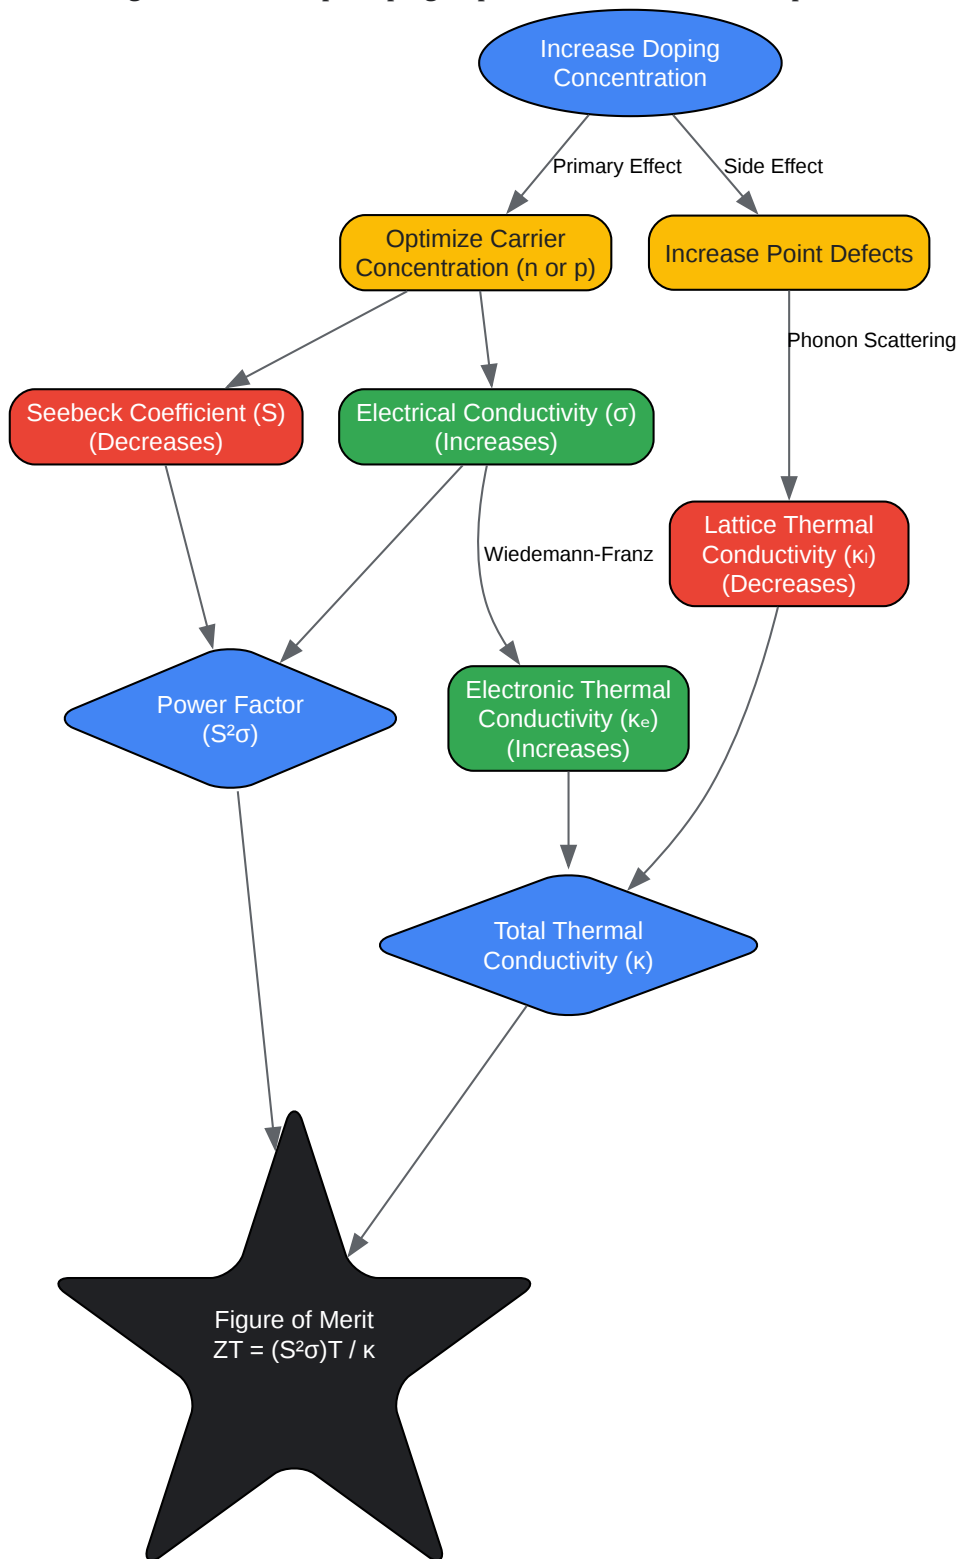 Increase Doping
Concentration
Primary Effect
Side Effect
Optimize Carrier
Concentration (n or p)
Increase Point Defects
Phonon Scattering
Seebeck Coefficient (S)
(Decreases)
Electrical Conductivity (σ)
(Increases)
Wiedemann-Franz
Lattice Thermal
Conductivity (κₗ)
(Decreases)
Power Factor
(S²σ)
Electronic Thermal
Conductivity (κₑ)
(Increases)
Total Thermal
Conductivity (κ)
Figure of Merit
ZT = (S²σ)T / κ